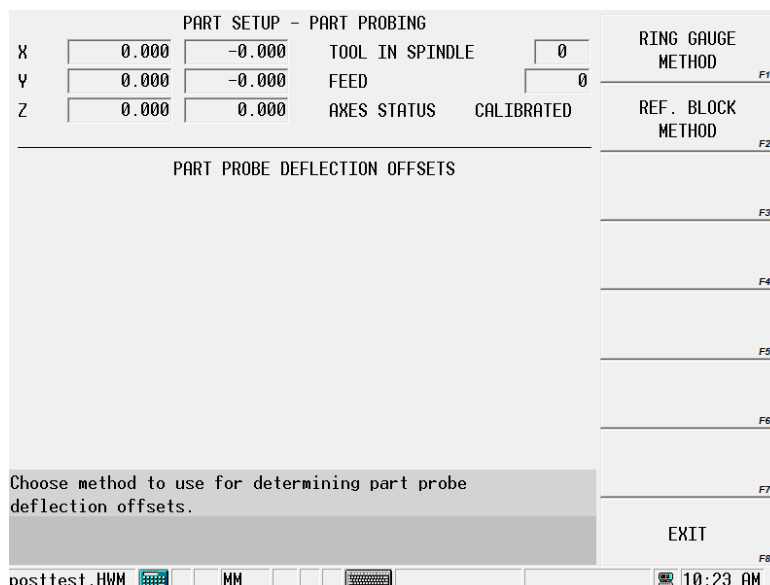 PART SETUP - PART PROBING
X 0.000 -0.000 TOOL IN SPINDLE 0
Y 0.000 -0.000 FEED 0
Z 0.000 0.000 AXES STATUS CALIBRATED
PART PROBE DEFLECTION OFFSETS
Choose method to use for determining part probe
deflection offsets.
RING GAUGE
METHOD
F1
REF. BLOCK
METHOD
F2
F3
F4
F5
F6
F7
EXIT
F8
posttest.HWM MM 10:23 AM